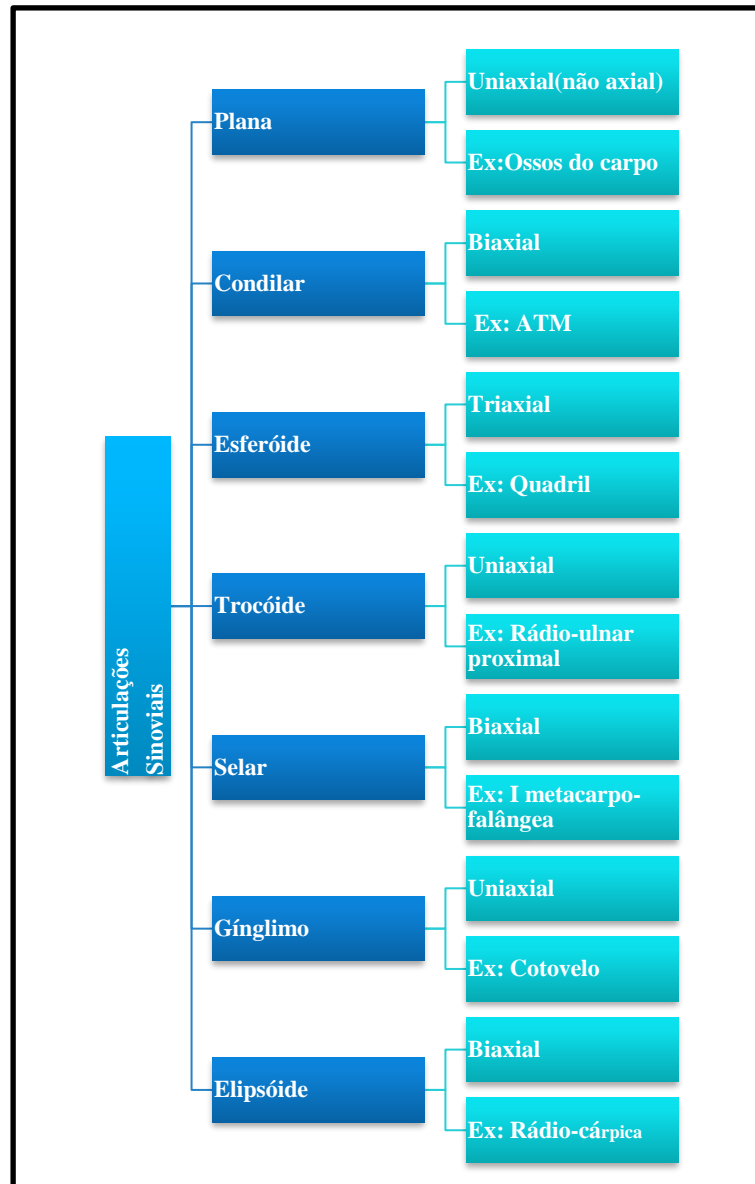 Articulações
Sinoviais
Plana
Uniaxial(não axial)
Ex:Ossos do carpo
Condilar
Biaxial
Ex: ATM
Esferóide
Triaxial
Ex: Quadril
Trocóide
Uniaxial
Ex: Rádio-ulnar
proximal
Selar
Biaxial
Ex: I metacarpo-
falângea
Gínglimo
Uniaxial
Ex: Cotovelo
Elipsóide
Biaxial
Ex: Rádio-cárpica